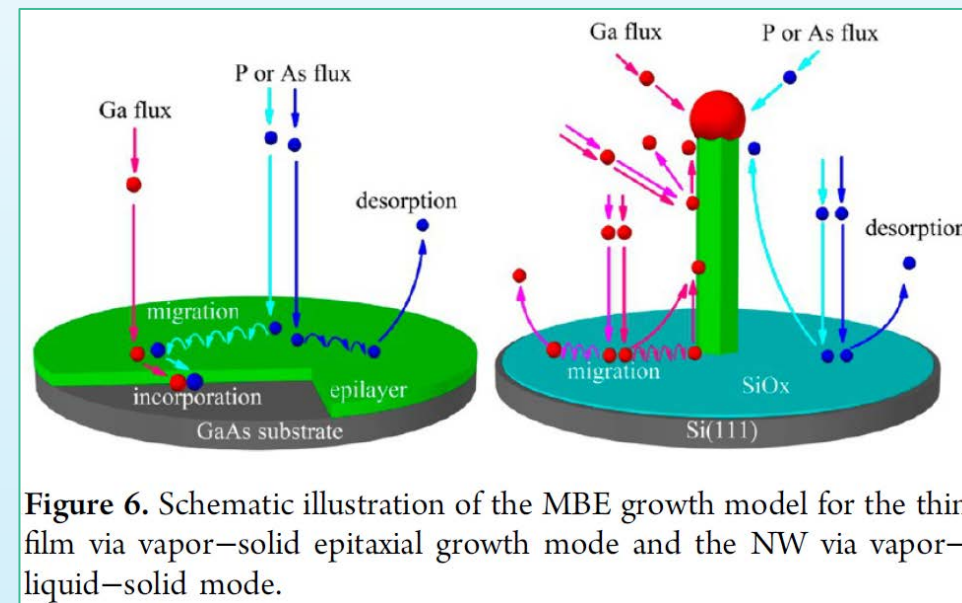 Ga flux
P or As flux
desorption
migration
incorporation
epilayer
GaAs substrate
Ga flux
P or As flux
desorption
migration
SiOx
Si(111)
Figure 6. Schematic illustration of the MBE growth model for the thin
film via vapor−solid epitaxial growth mode and the NW via vapor−
liquid−solid mode.